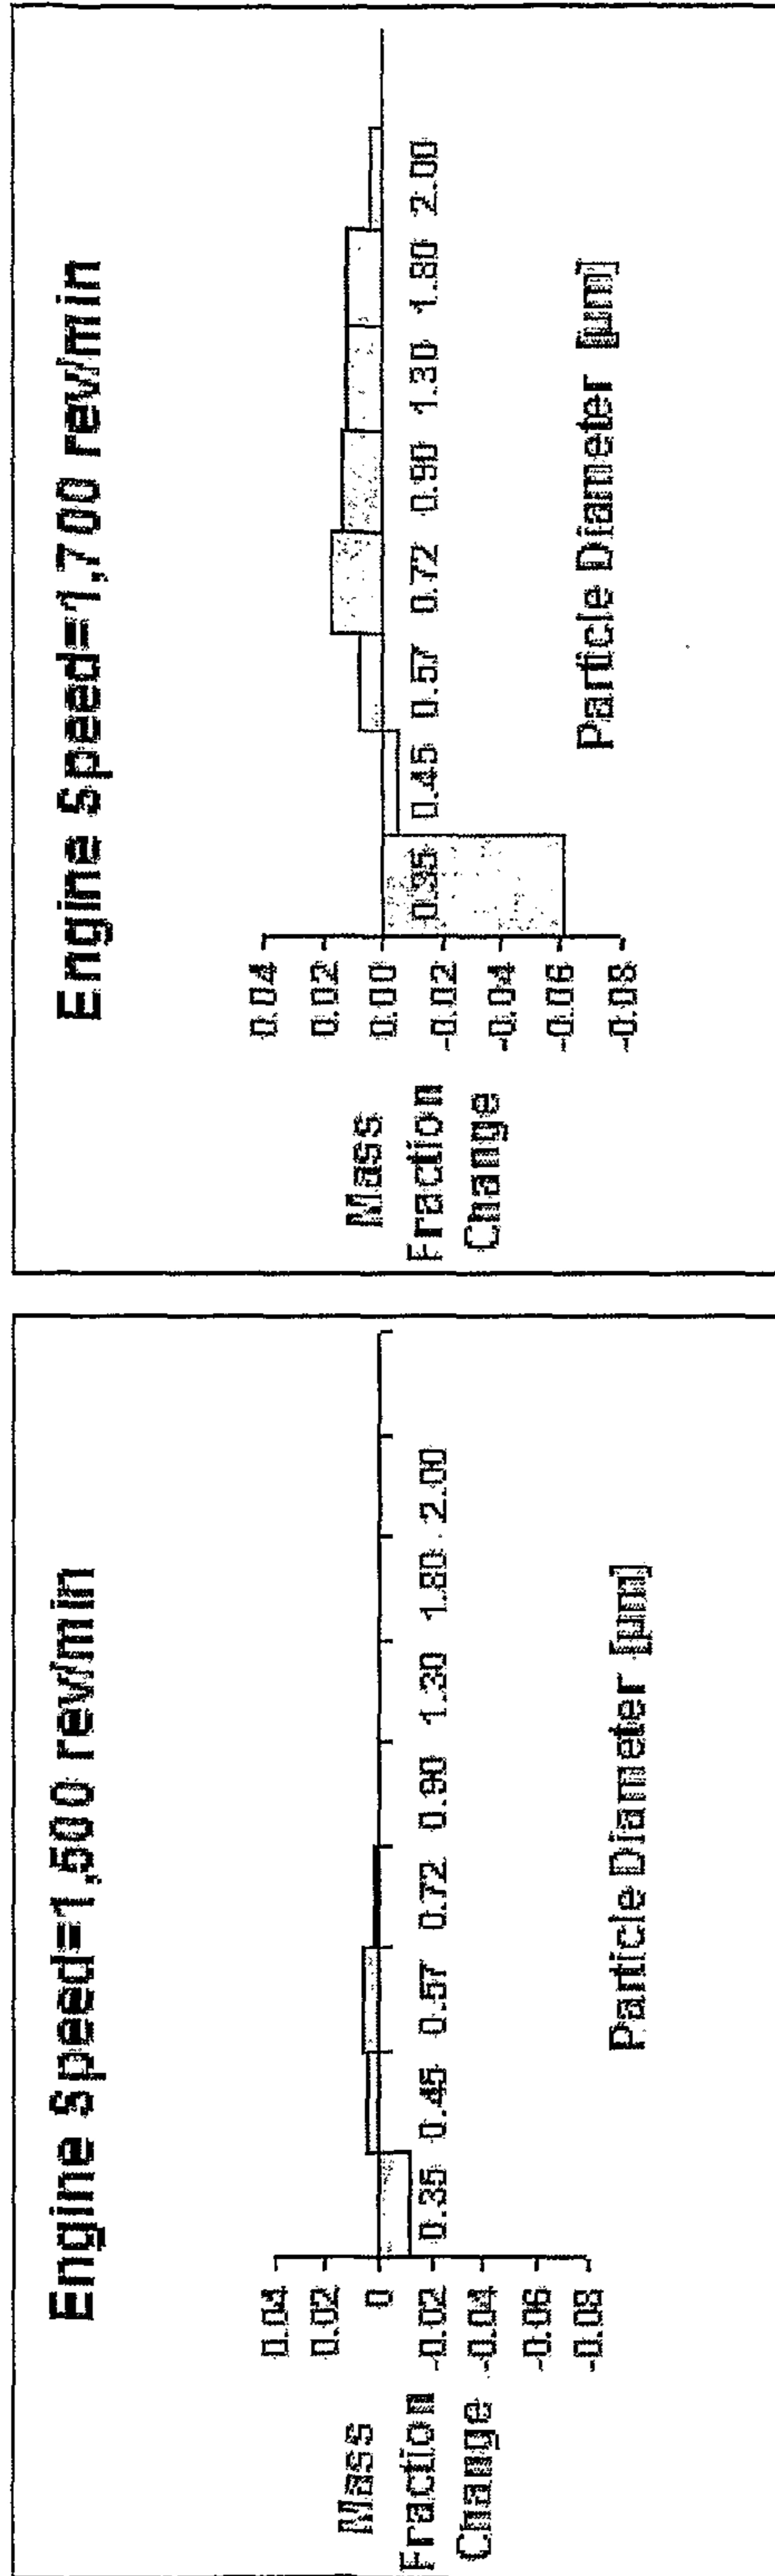 Engine Speed=1,500 rev/min
Mass
Fraction
Change
0.04
0.02
0
-0.02
-0.04
-0.06
-0.08
0.35 0.45 0.57 0.72 0.90 1.30 1.80 2.00
Particle Diameter [µm]
Engine Speed=1,700 rev/min
Mass
Fraction
Change
0.04
0.02
0.00
-0.02
-0.04
-0.06
-0.08
0.95 0.45 0.57 0.72 0.90 1.30 1.80 2.00
Particle Diameter [µm]